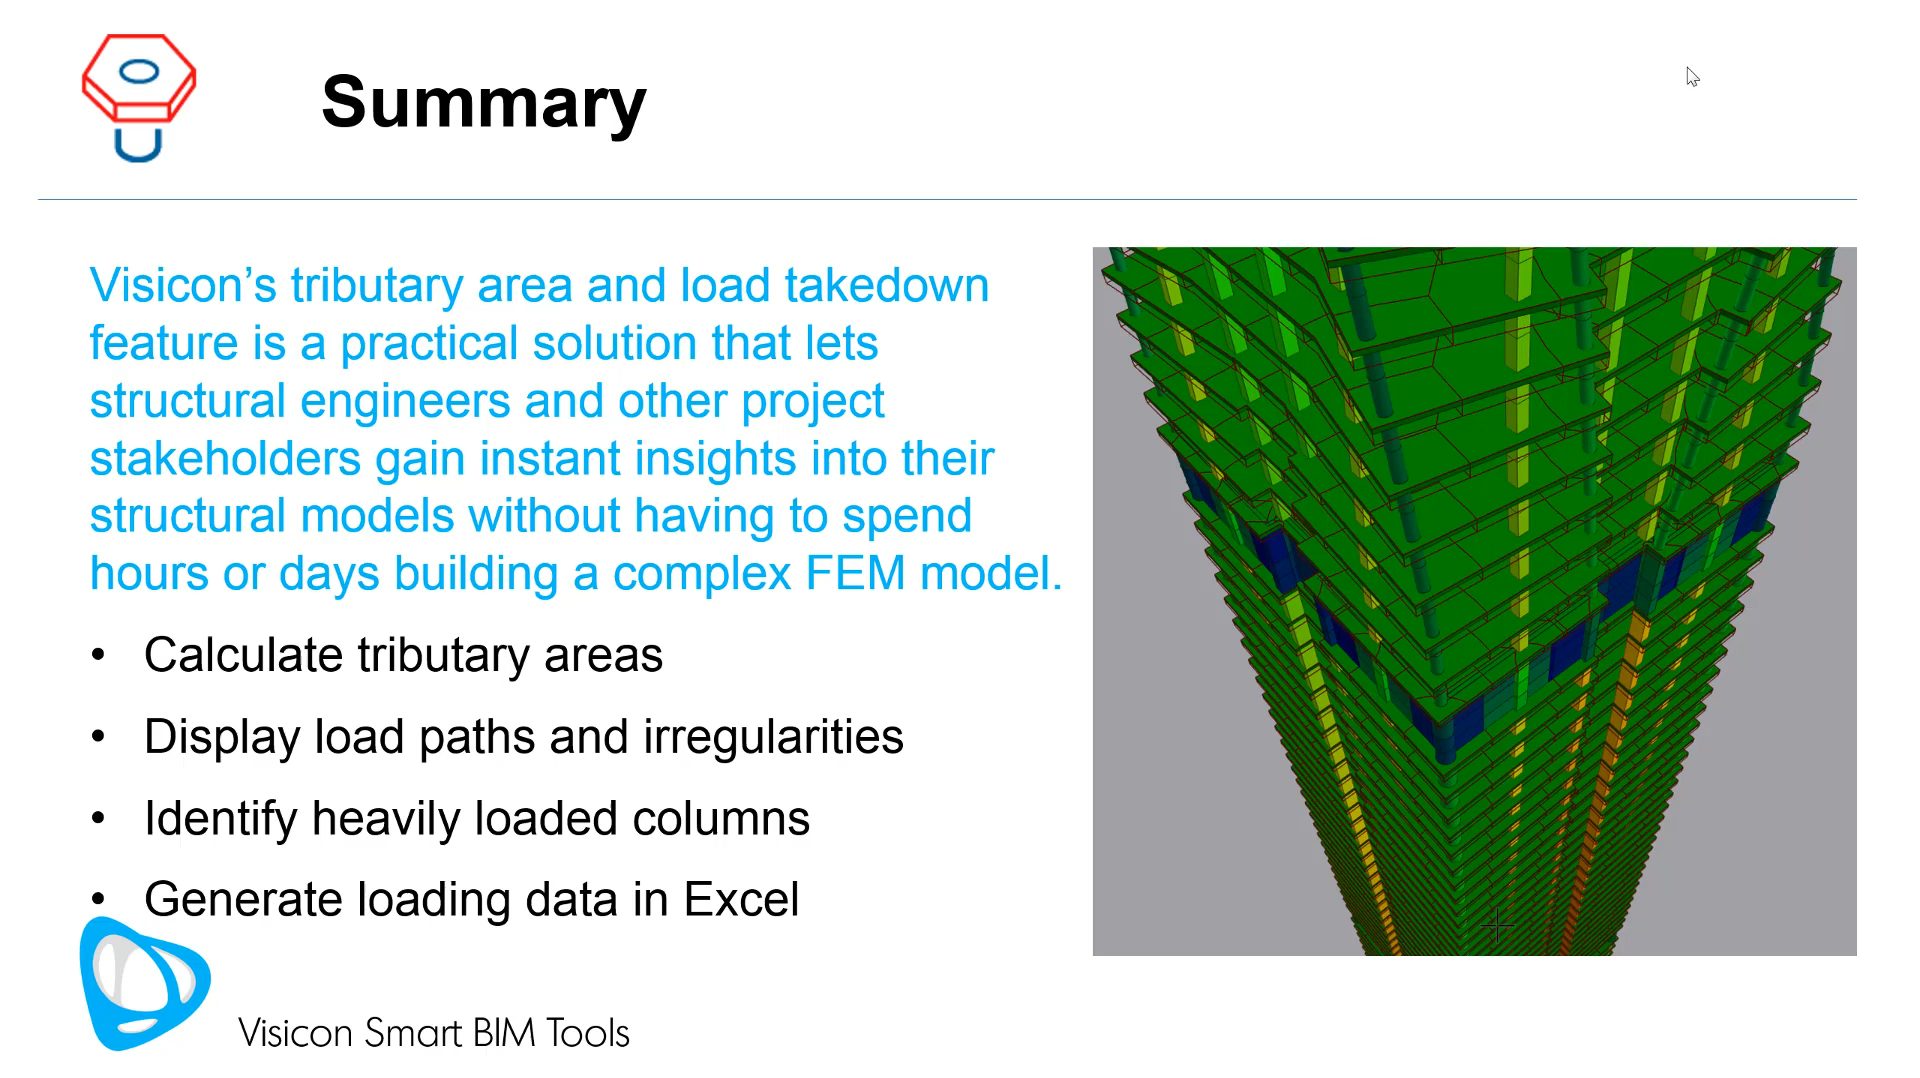 Summary
Visicon’s tributary area and load takedown
feature is a practical solution that lets
structural engineers and other project
stakeholders gain instant insights into their
structural models without having to spend
hours or days building a complex FEM model.
• Calculate tributary areas
• Display load paths and irregularities
• Identify heavily loaded columns
• Generate loading data in Excel
Visicon Smart BIM Tools